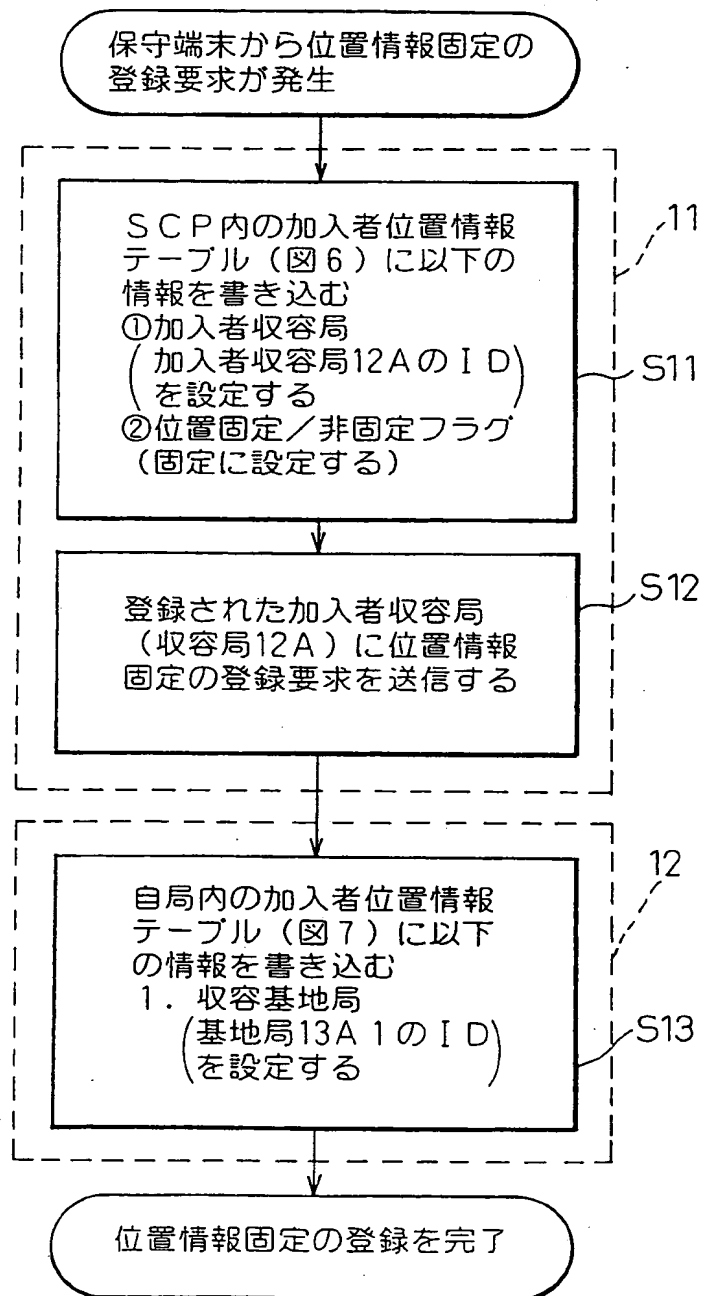 保守端末から位置情報固定の
登録要求が発生
11
SCP内の加入者位置情報
テーブル(図6)に以下の
情報を書き込む
①加入者収容局
(加入者収容局12AのID
を設定する)
②位置固定/非固定フラグ
(固定に設定する)
S11
登録された加入者収容局
(収容局12A)に位置情報
固定の登録要求を送信する
S12
12
自局内の加入者位置情報
テーブル(図7)に以下
の情報を書き込む
1.収容基地局
(基地局13A1のID
を設定する)
S13
位置情報固定の登録を完了